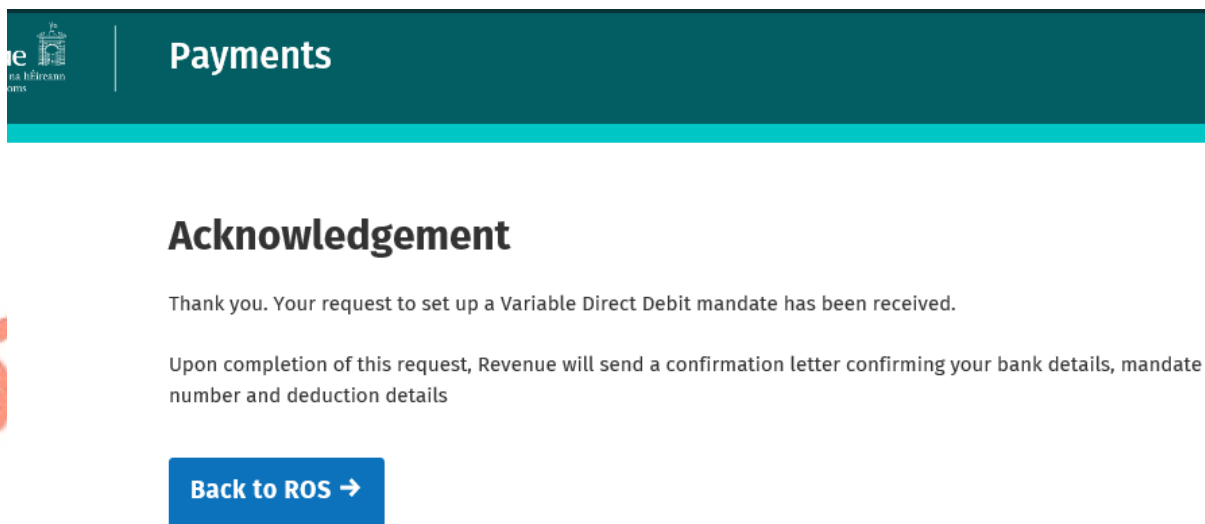 Payments
na hÉireann
Acknowledgement
Thank you. Your request to set up a Variable Direct Debit mandate has been received.
Upon completion of this request, Revenue will send a confirmation letter confirming your bank details, mandate
number and deduction details
Back to ROS →